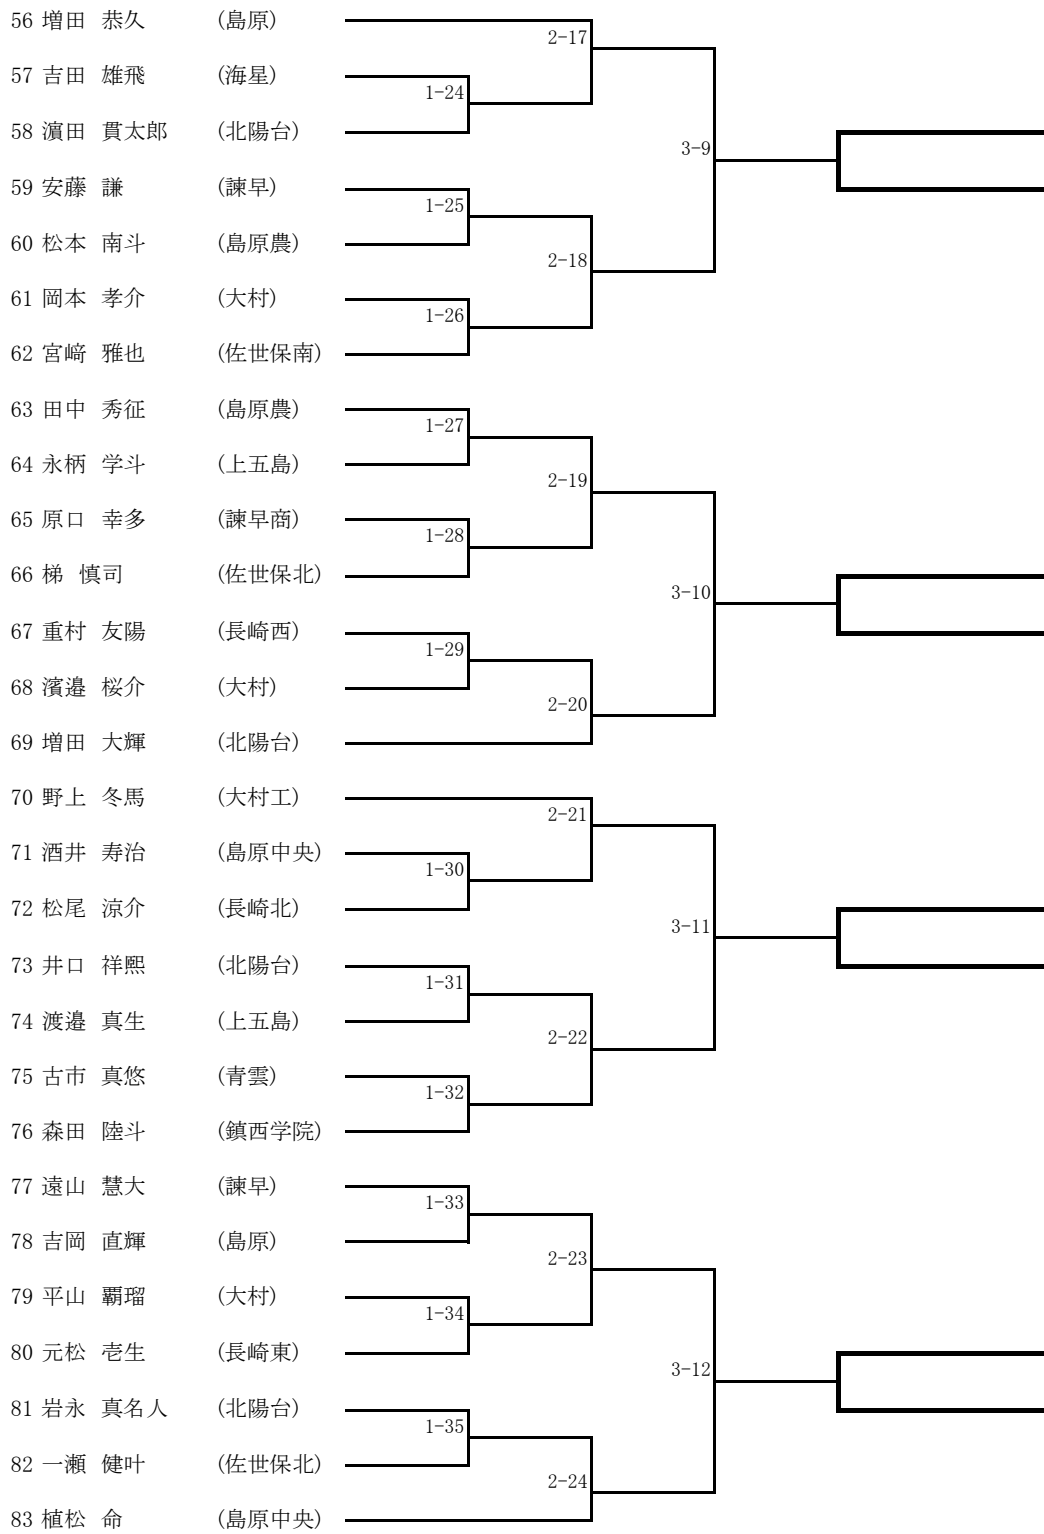 56 増田 恭久 (島原)
2-17
57 吉田 雄飛 (海星)
1-24
58 濵田 貫太郎 (北陽台)
3-9
59 安藤 謙 (諫早)
1-25
60 松本 南斗 (島原農)
2-18
61 岡本 孝介 (大村)
1-26
62 宮﨑 雅也 (佐世保南)
63 田中 秀征 (島原農)
1-27
64 永柄 学斗 (上五島)
2-19
65 原口 幸多 (諫早商)
1-28
66 梯 慎司 (佐世保北)
3-10
67 重村 友陽 (長崎西)
1-29
68 濱邉 桜介 (大村)
2-20
69 増田 大輝 (北陽台)
70 野上 冬馬 (大村工)
2-21
71 酒井 寿治 (島原中央)
1-30
72 松尾 涼介 (長崎北)
3-11
73 井口 祥熙 (北陽台)
1-31
74 渡邉 真生 (上五島)
2-22
75 古市 真悠 (青雲)
1-32
76 森田 陸斗 (鎮西学院)
77 遠山 慧大 (諫早)
1-33
78 吉岡 直輝 (島原)
2-23
79 平山 覇瑠 (大村)
1-34
80 元松 壱生 (長崎東)
3-12
81 岩永 真名人 (北陽台)
1-35
82 一瀬 健叶 (佐世保北)
2-24
83 植松 命 (島原中央)